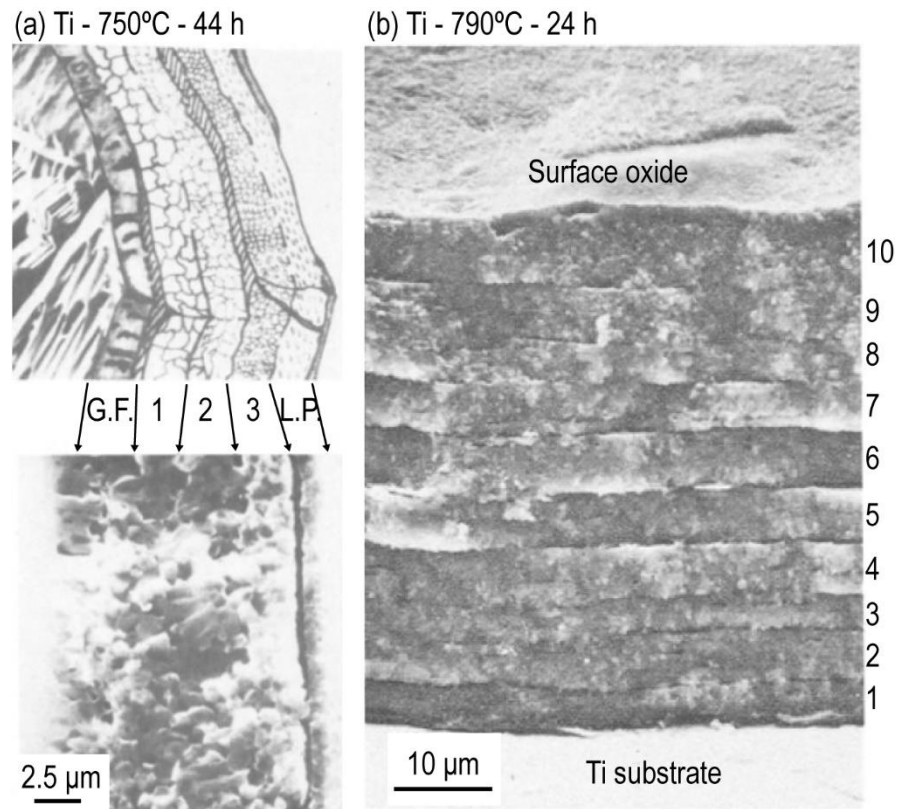 (a) Ti - 750ºC - 44 h
G.F. 1 2 3 L.P.
2.5 µm
(b) Ti - 790ºC - 24 h
Surface oxide
10
9
8
7
6
5
4
3
2
1
10 µm
Ti substrate